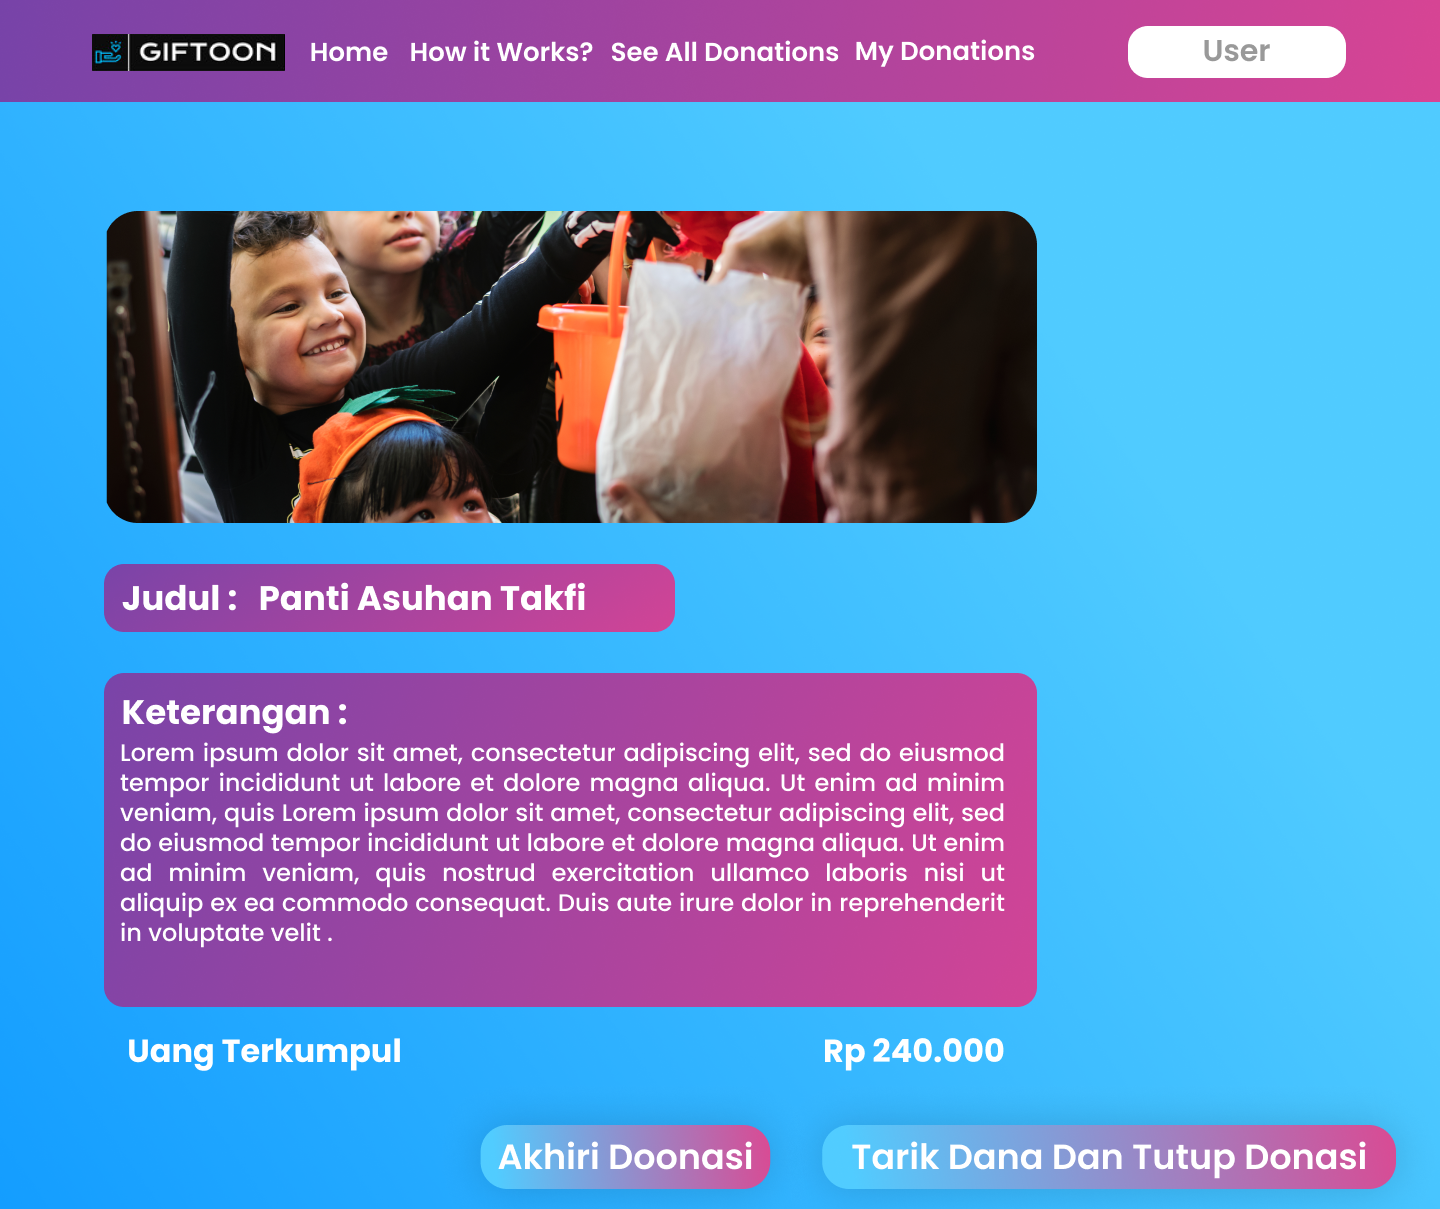 GIFTOON
Home How it Works? See All Donations My Donations
User
Judul : Panti Asuhan Takfi
Keterangan :
Lorem ipsum dolor sit amet, consectetur adipiscing elit, sed do eiusmod
tempor incididunt ut labore et dolore magna aliqua. Ut enim ad minim
veniam, quis Lorem ipsum dolor sit amet, consectetur adipiscing elit, sed
do eiusmod tempor incididunt ut labore et dolore magna aliqua. Ut enim
ad minim veniam, quis nostrud exercitation ullamco laboris nisi ut
aliquip ex ea commodo consequat. Duis aute irure dolor in reprehenderit
in voluptate velit .
Uang Terkumpul Rp 240.000
Akhiri Doonasi Tarik Dana Dan Tutup Donasi